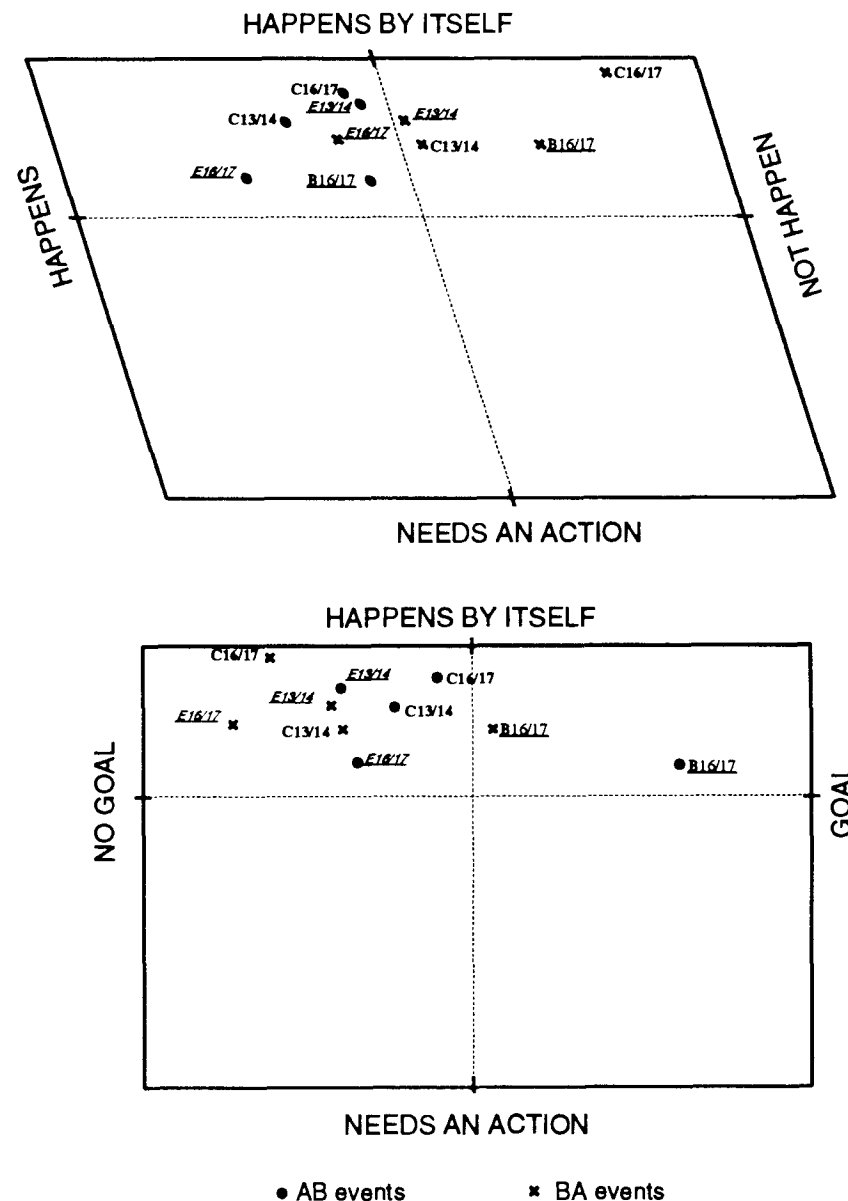 HAPPENS BY ITSELF
C16/17
C16/17
E13/14
E13/14
C13/14
E16/17
C13/14
B16/17
E16/17
B16/17
HAPPENS
NOT HAPPEN
NEEDS AN ACTION
HAPPENS BY ITSELF
C16/17
E13/14
C16/17
E13/14
C13/14
E16/17
C13/14
B16/17
E16/17
B16/17
NO GOAL
GOAL
NEEDS AN ACTION
AB events
BA events